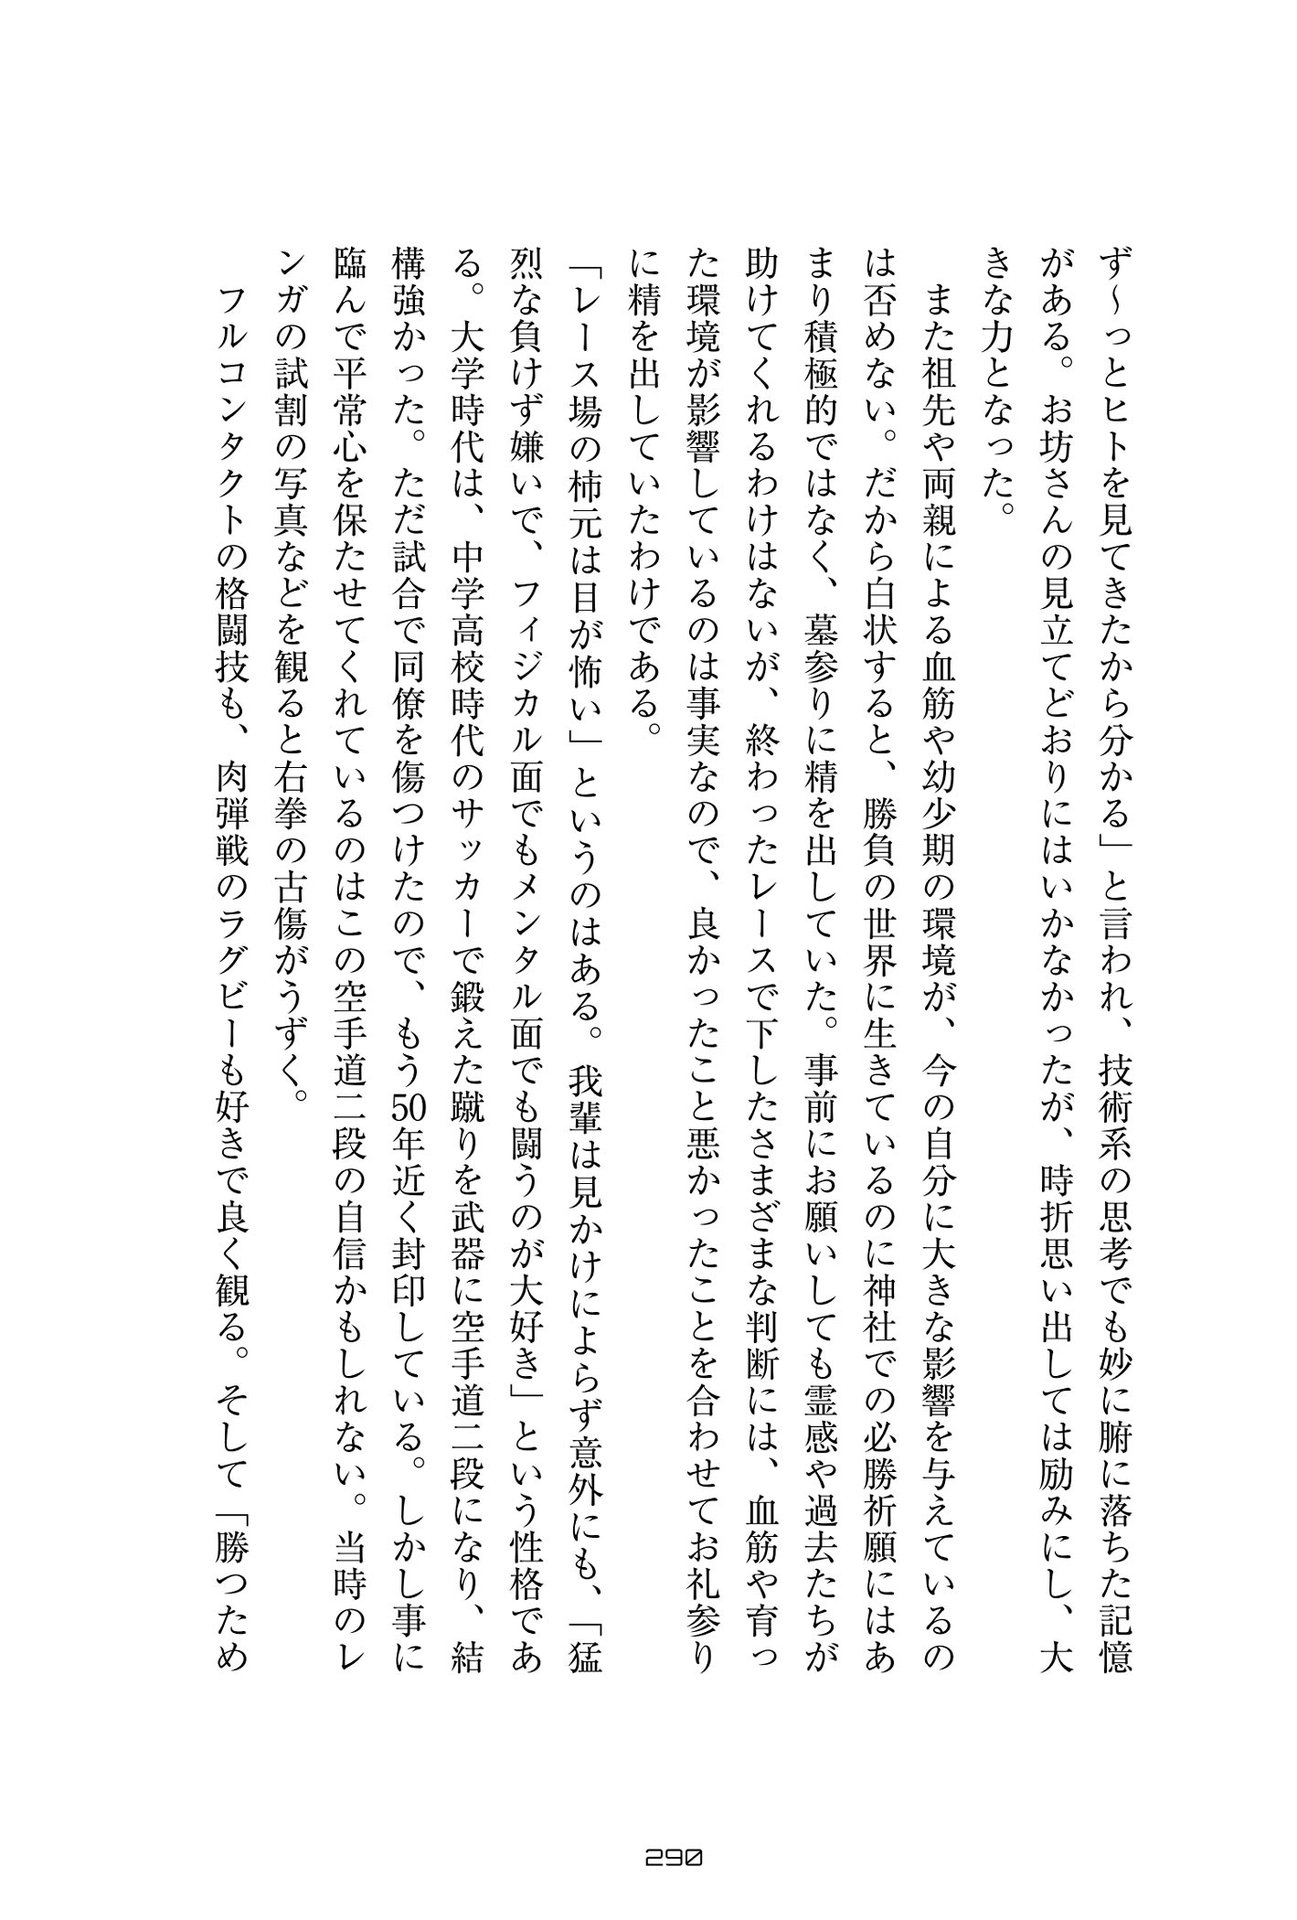 ず〜っとヒトを見てきたから分かる」と言われ、技術系の思考でも妙に腑に落ちた記憶
がある。お坊さんの見立てどおりにはいかなかったが、時折思い出しては励みにし、大
きな力となった。
　また祖先や両親による血筋や幼少期の環境が、今の自分に大きな影響を与えているの
は否めない。だから白状すると、勝負の世界に生きているのに神社での必勝祈願にはあ
まり積極的ではなく、墓参りに精を出していた。事前にお願いしても霊感や過去たちが
助けてくれるわけはないが、終わったレースで下したさまざまな判断には、血筋や育っ
た環境が影響しているのは事実なので、良かったこと悪かったことを合わせてお礼参り
に精を出していたわけである。
「レース場の柿元は目が怖い」というのはある。我輩は見かけによらず意外にも、「猛
烈な負けず嫌いで、フィジカル面でもメンタル面でも闘うのが大好き」という性格であ
る。大学時代は、中学高校時代のサッカーで鍛えた蹴りを武器に空手道二段になり、結
構強かった。ただ試合で同僚を傷つけたので、もう50年近く封印している。しかし事に
臨んで平常心を保たせてくれているのはこの空手道二段の自信かもしれない。当時のレ
ンガの試割の写真などを観ると右拳の古傷がうずく。
　フルコンタクトの格闘技も、肉弾戦のラグビーも好きで良く観る。そして「勝つため
290